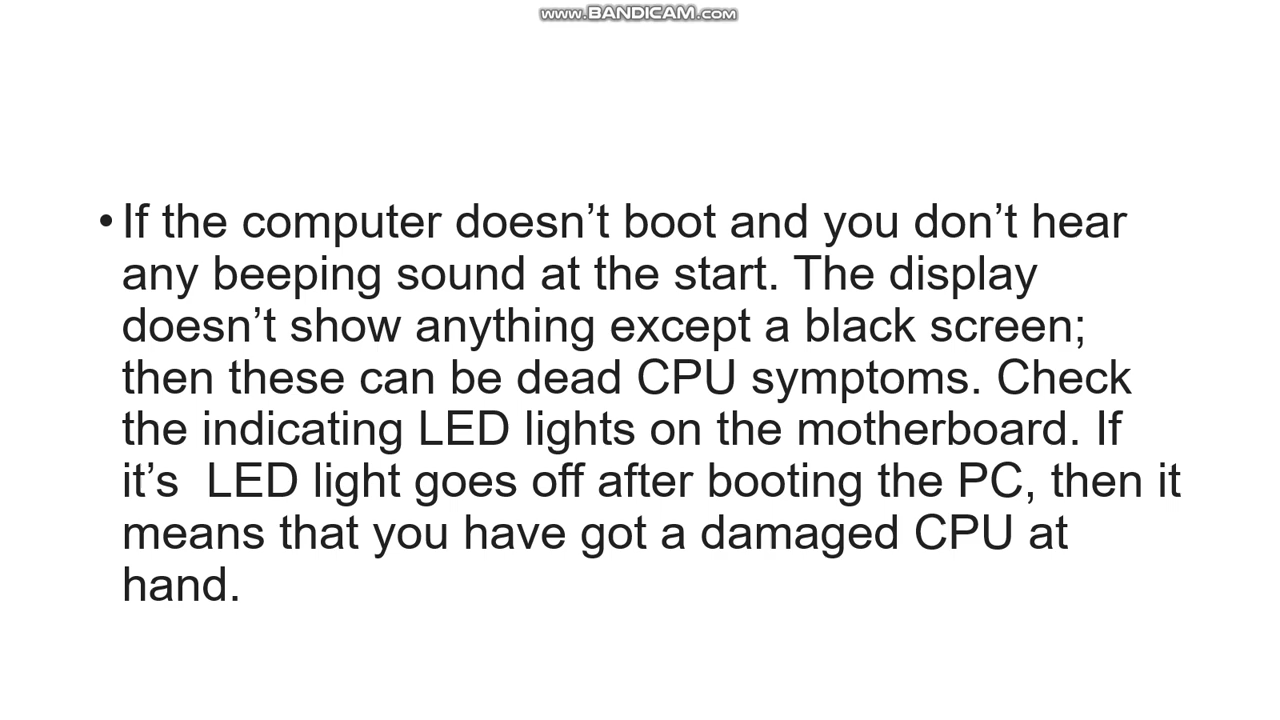 www.BANDICAM.com
•If the computer doesn’t boot and you don’t hear
any beeping sound at the start. The display
doesn’t show anything except a black screen;
then these can be dead CPU symptoms. Check
the indicating LED lights on the motherboard. If
it’s  LED light goes off after booting the PC, then it
means that you have got a damaged CPU at
hand.